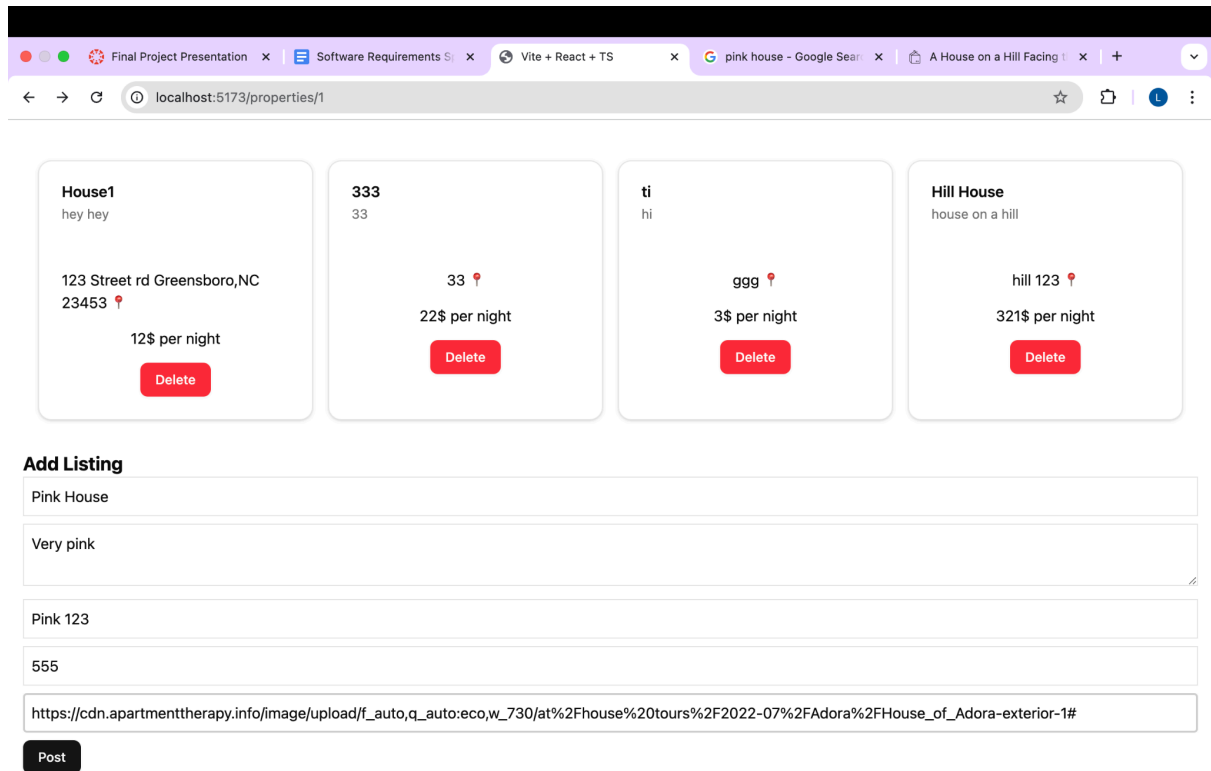 Final Project Presentation
Software Requirements Sp
Vite + React + TS
pink house - Google Sear
A House on a Hill Facing t
localhost:5173/properties/1
L
House1
hey hey
123 Street rd Greensboro,NC
23453
12$ per night
Delete
333
33
33
22$ per night
Delete
ti
hi
ggg
3$ per night
Delete
Hill House
house on a hill
hill 123
321$ per night
Delete
Add Listing
Pink House
Very pink
Pink 123
555
https://cdn.apartmenttherapy.info/image/upload/f_auto,q_auto:eco,w_730/at%2Fhouse%20tours%2F2022-07%2FAdora%2FHouse_of_Adora-exterior-1#
Post